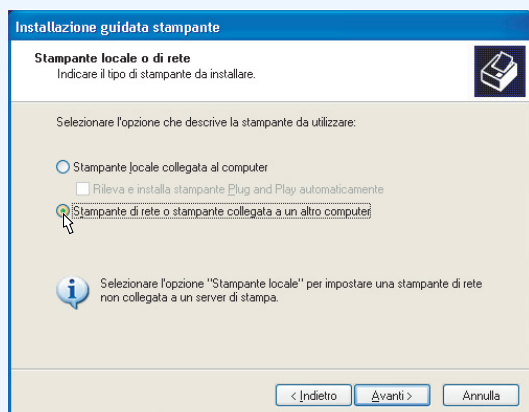 Installazione guidata stampante
Stampante locale o di rete
Indicare il tipo di stampante da installare.
Selezionare l'opzione che descrive la stampante da utilizzare:
Stampante locale collegata al computer
Rileva e installa stampante Plug and Play automaticamente
Stampante di rete o stampante collegata a un altro computer
Selezionare l'opzione "Stampante locale" per impostare una stampante di rete
non collegata a un server di stampa.
< Indietro Avanti > Annulla